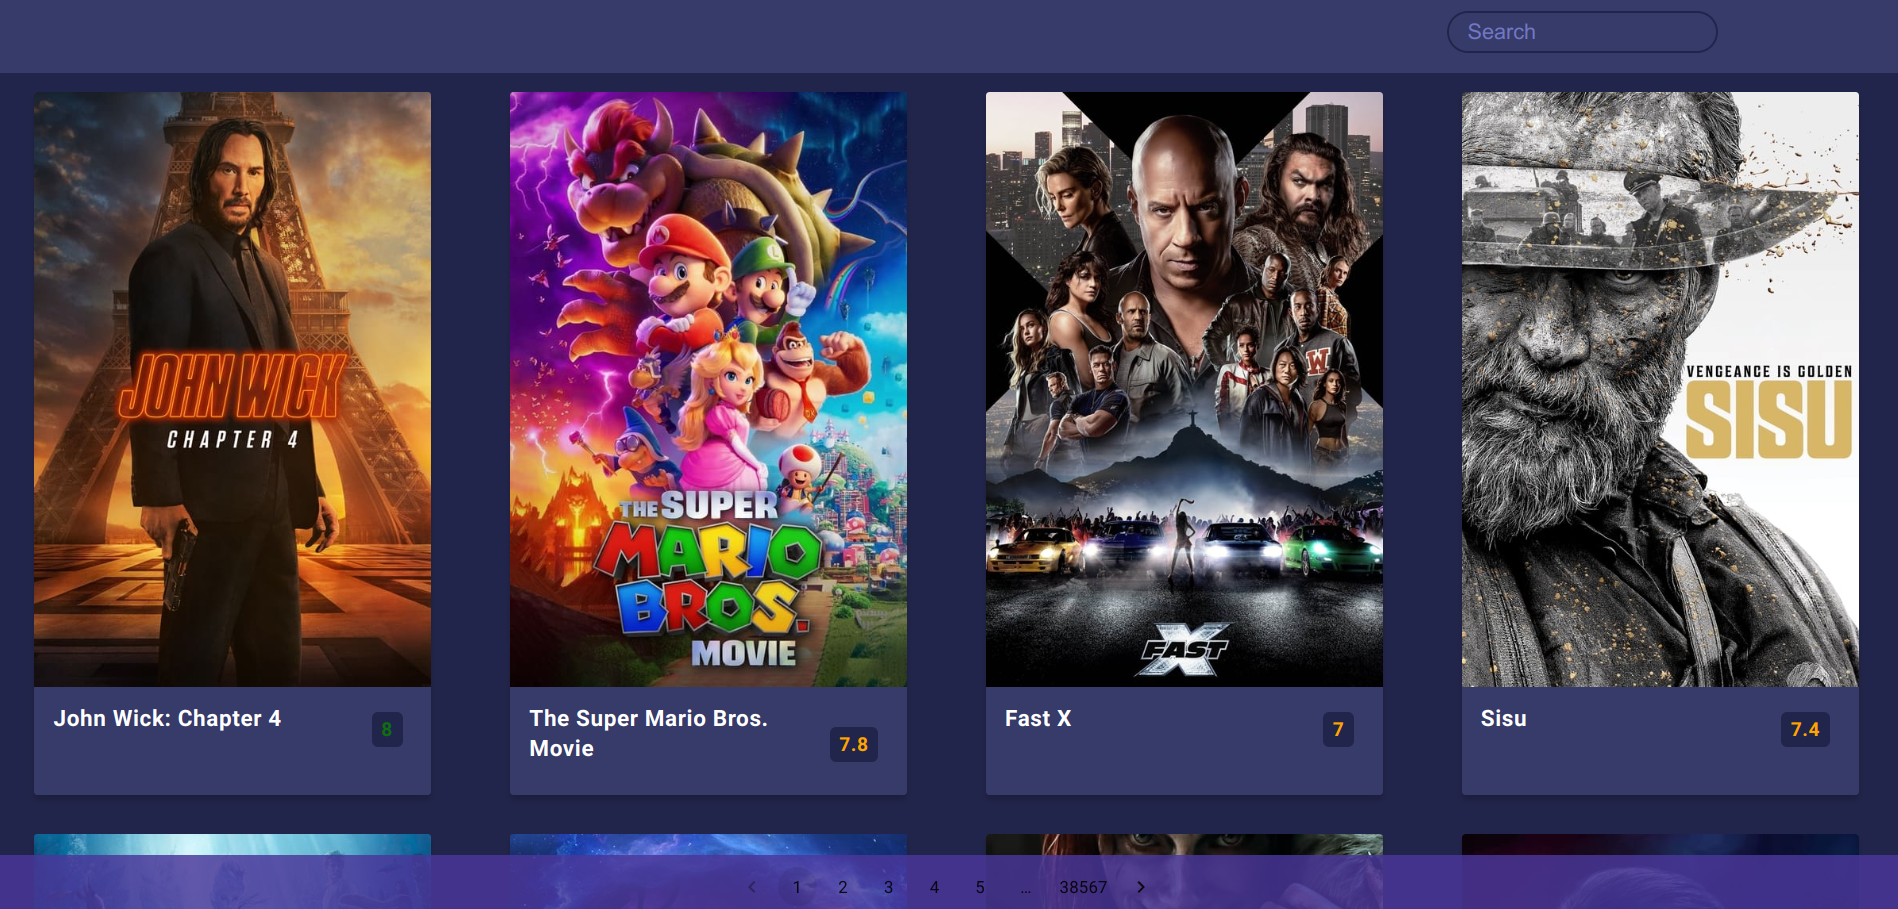 Search
JOHN WICK
CHAPTER 4
THE SUPER
MARIO
BROS.
MOVIE
FAST X
W
VENGEANCE IS GOLDEN
SISU
John Wick: Chapter 4
8
The Super Mario Bros.
Movie
7.8
Fast X
7
Sisu
7.4
1 2 3 4 5 ... 38567